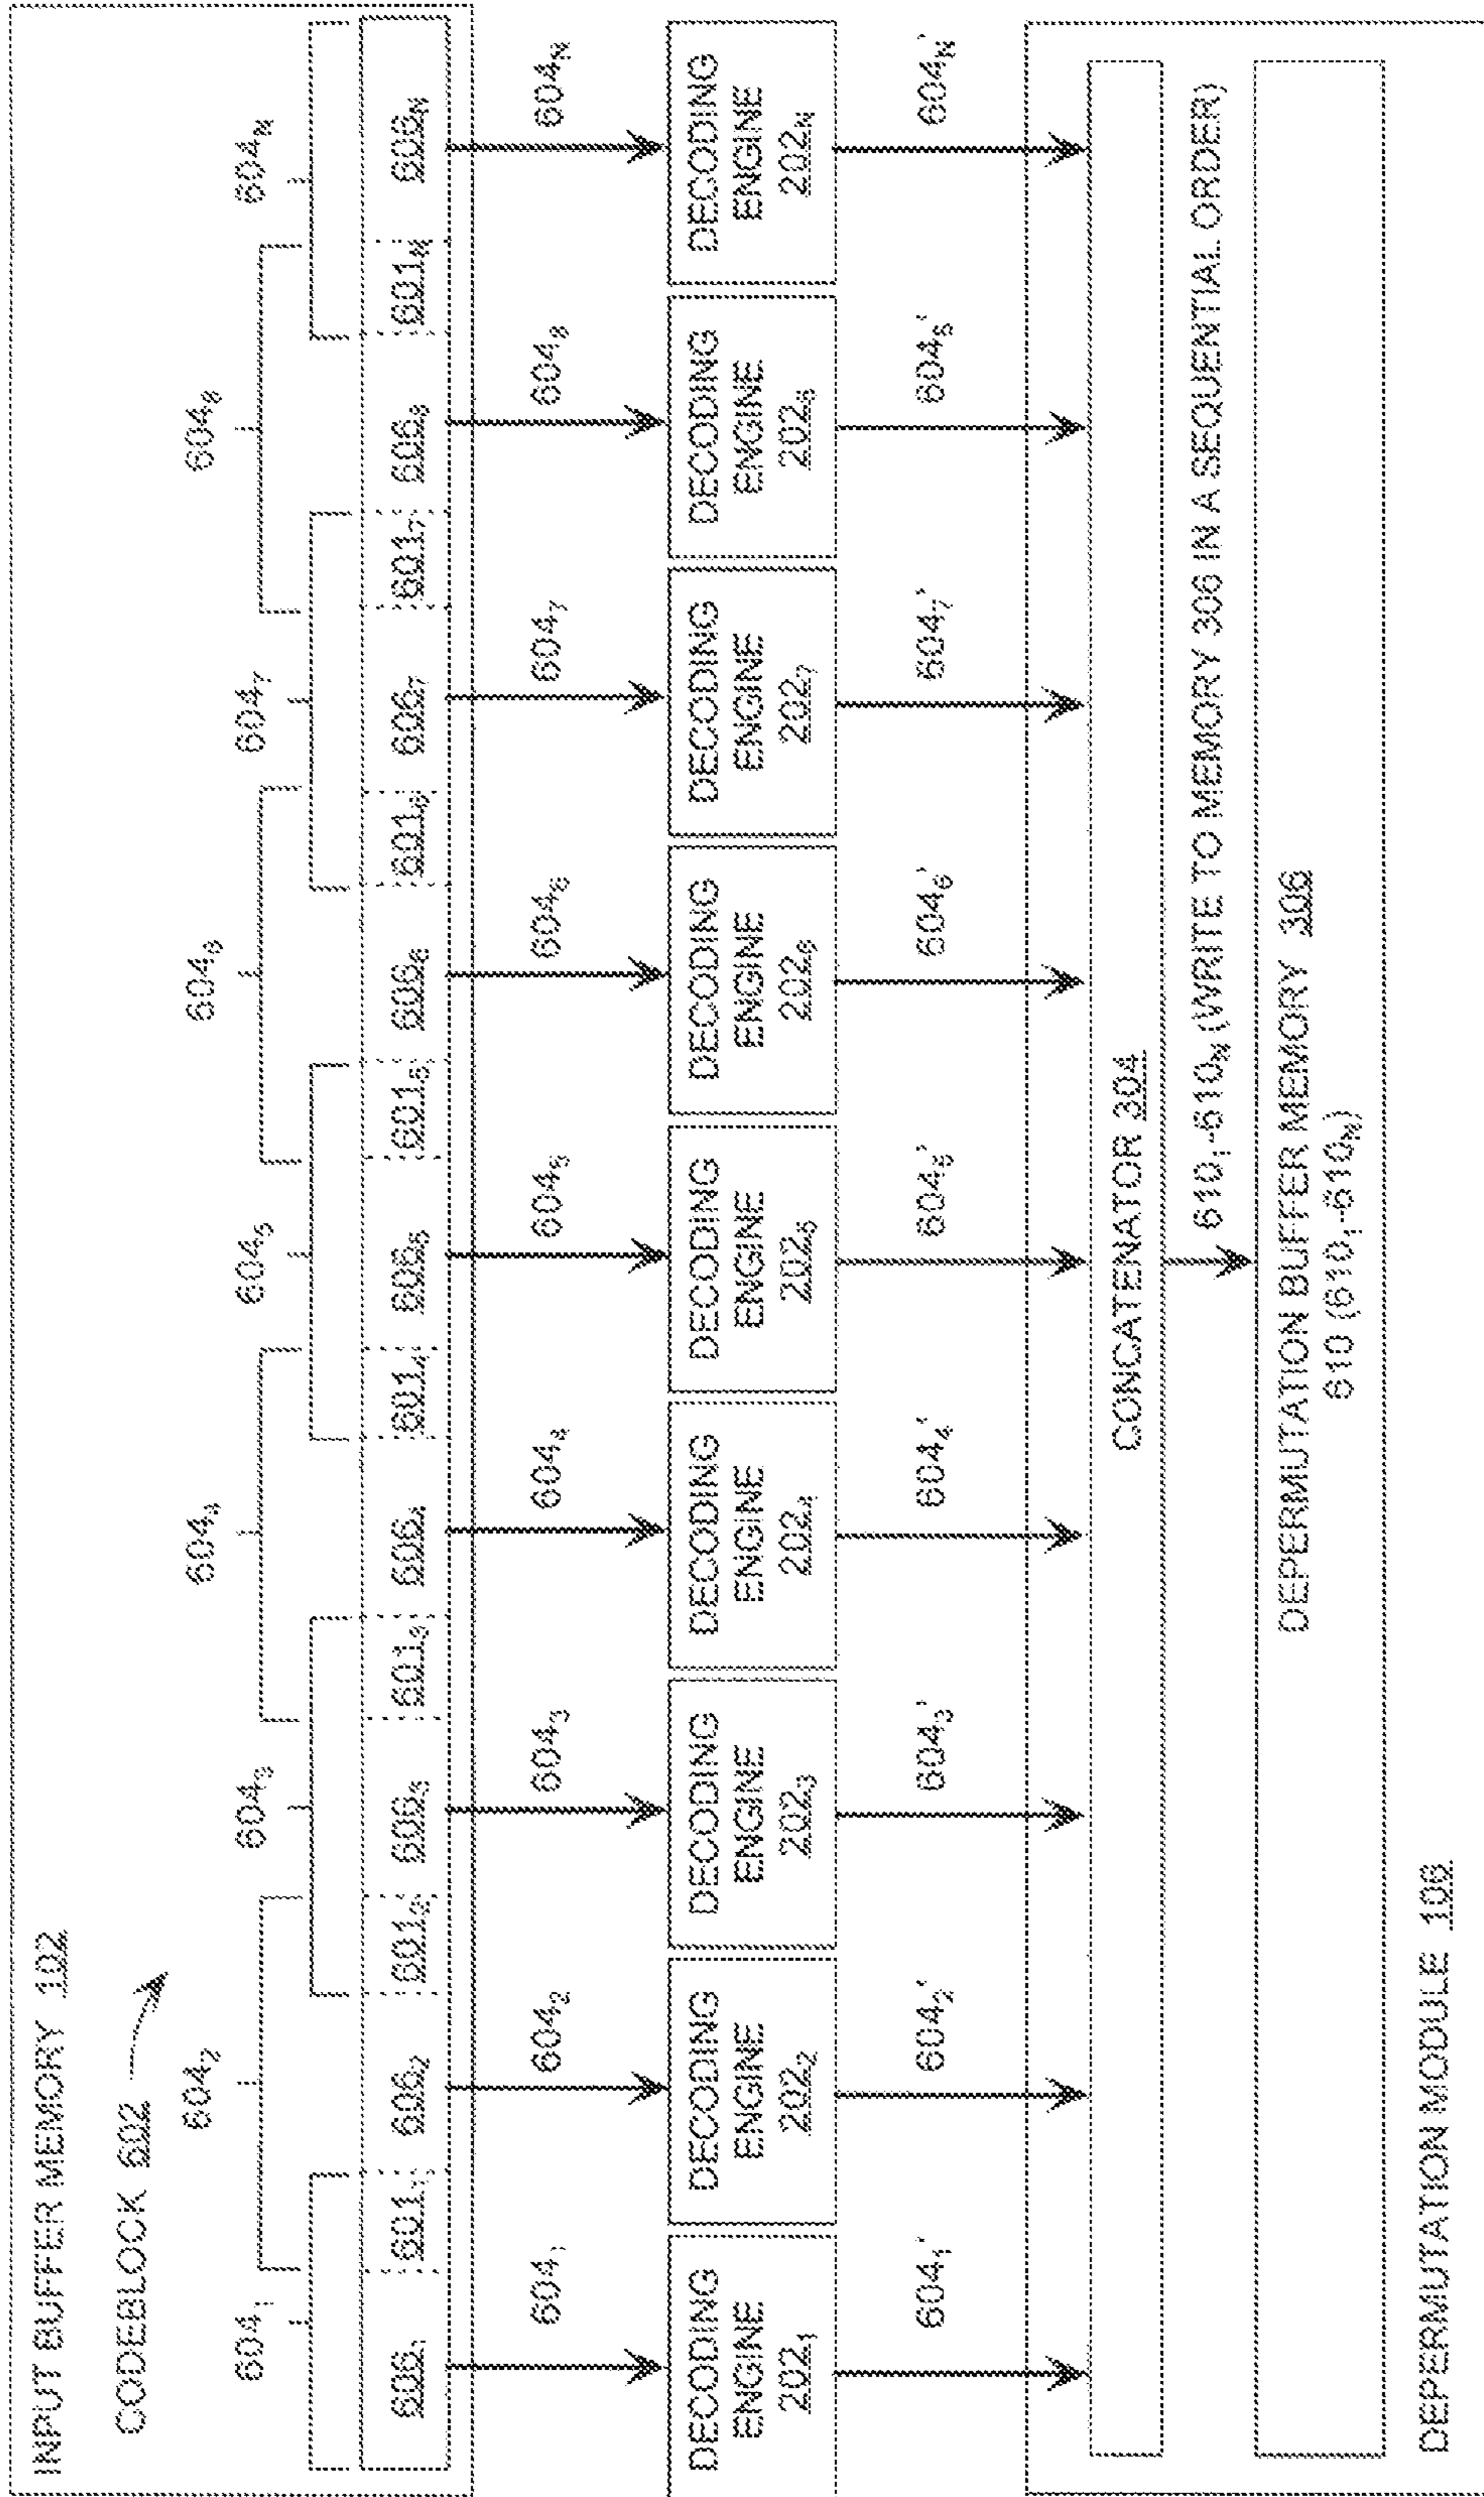 INPUT BUFFER MEMORY 102
CODEBLOCK 602
604₂ 604₄ 604₆ 604₈
604₁ 604₃ 604₅ 604₇ 604N
606₁ 601₁ 606₂ 601₂ 606₃ 601₃ 606₄ 601₄ 606₅ 601₅ 606₆ 601₆ 606₇ 601₇ 606₈ 601N 606N
604₁ 604₂ 604₃ 604₄ 604₅ 604₆ 604₇ 604₈ 604N
DECODING DECODING DECODING DECODING DECODING DECODING DECODING DECODING DECODING
ENGINE ENGINE ENGINE ENGINE ENGINE ENGINE ENGINE ENGINE ENGINE
202₁ 202₂ 202₃ 202₄ 202₅ 202₆ 202₇ 202₈ 202N
604₁' 604₂' 604₃' 604₄' 604₅' 604₆' 604₇' 604₈' 604N'
CONCATENATOR 304
610₁-610N (WRITE TO MEMORY 306 IN A SEQUENTIAL ORDER)
DEPERMUTATION BUFFER MEMORY 306
610 (610₁-610N)
DEPERMUTATION MODULE 106